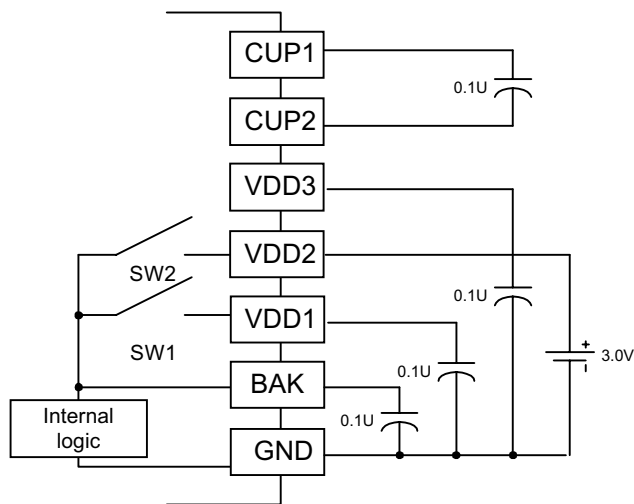 CUP1
0.1U
CUP2
VDD3
VDD2
SW2
0.1U
VDD1
SW1
+
3.0V
-
0.1U
BAK
Internal
logic
0.1U
GND